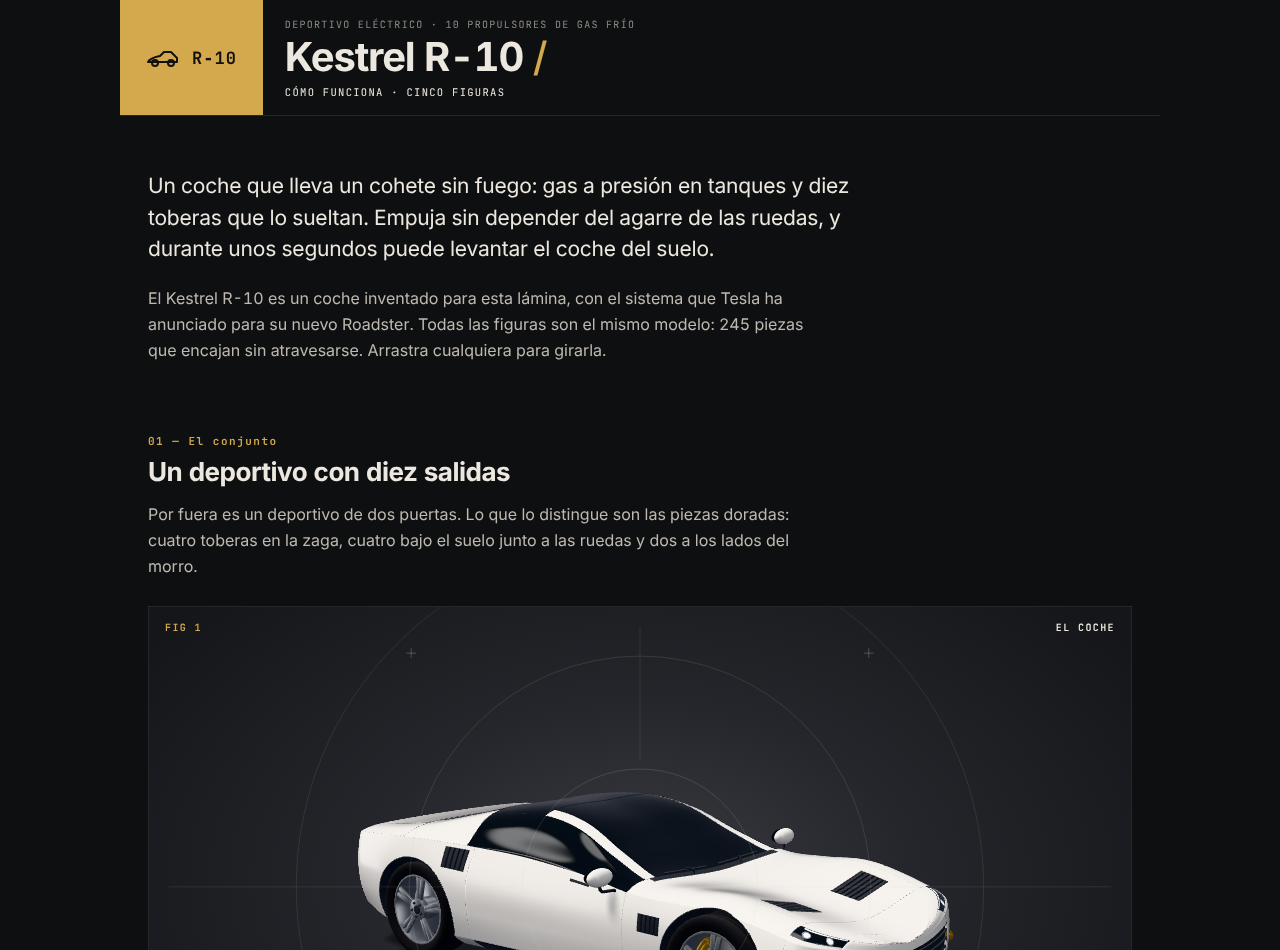 R-10
DEPORTIVO ELÉCTRICO · 10 PROPULSORES DE GAS FRÍO
Kestrel R-10 /
CÓMO FUNCIONA · CINCO FIGURAS
Un coche que lleva un cohete sin fuego: gas a presión en tanques y diez
toberas que lo sueltan. Empuja sin depender del agarre de las ruedas, y
durante unos segundos puede levantar el coche del suelo.
El Kestrel R-10 es un coche inventado para esta lámina, con el sistema que Tesla ha
anunciado para su nuevo Roadster. Todas las figuras son el mismo modelo: 245 piezas
que encajan sin atravesarse. Arrastra cualquiera para girarla.
01 — El conjunto
Un deportivo con diez salidas
Por fuera es un deportivo de dos puertas. Lo que lo distingue son las piezas doradas:
cuatro toberas en la zaga, cuatro bajo el suelo junto a las ruedas y dos a los lados del
morro.
FIG 1
EL COCHE